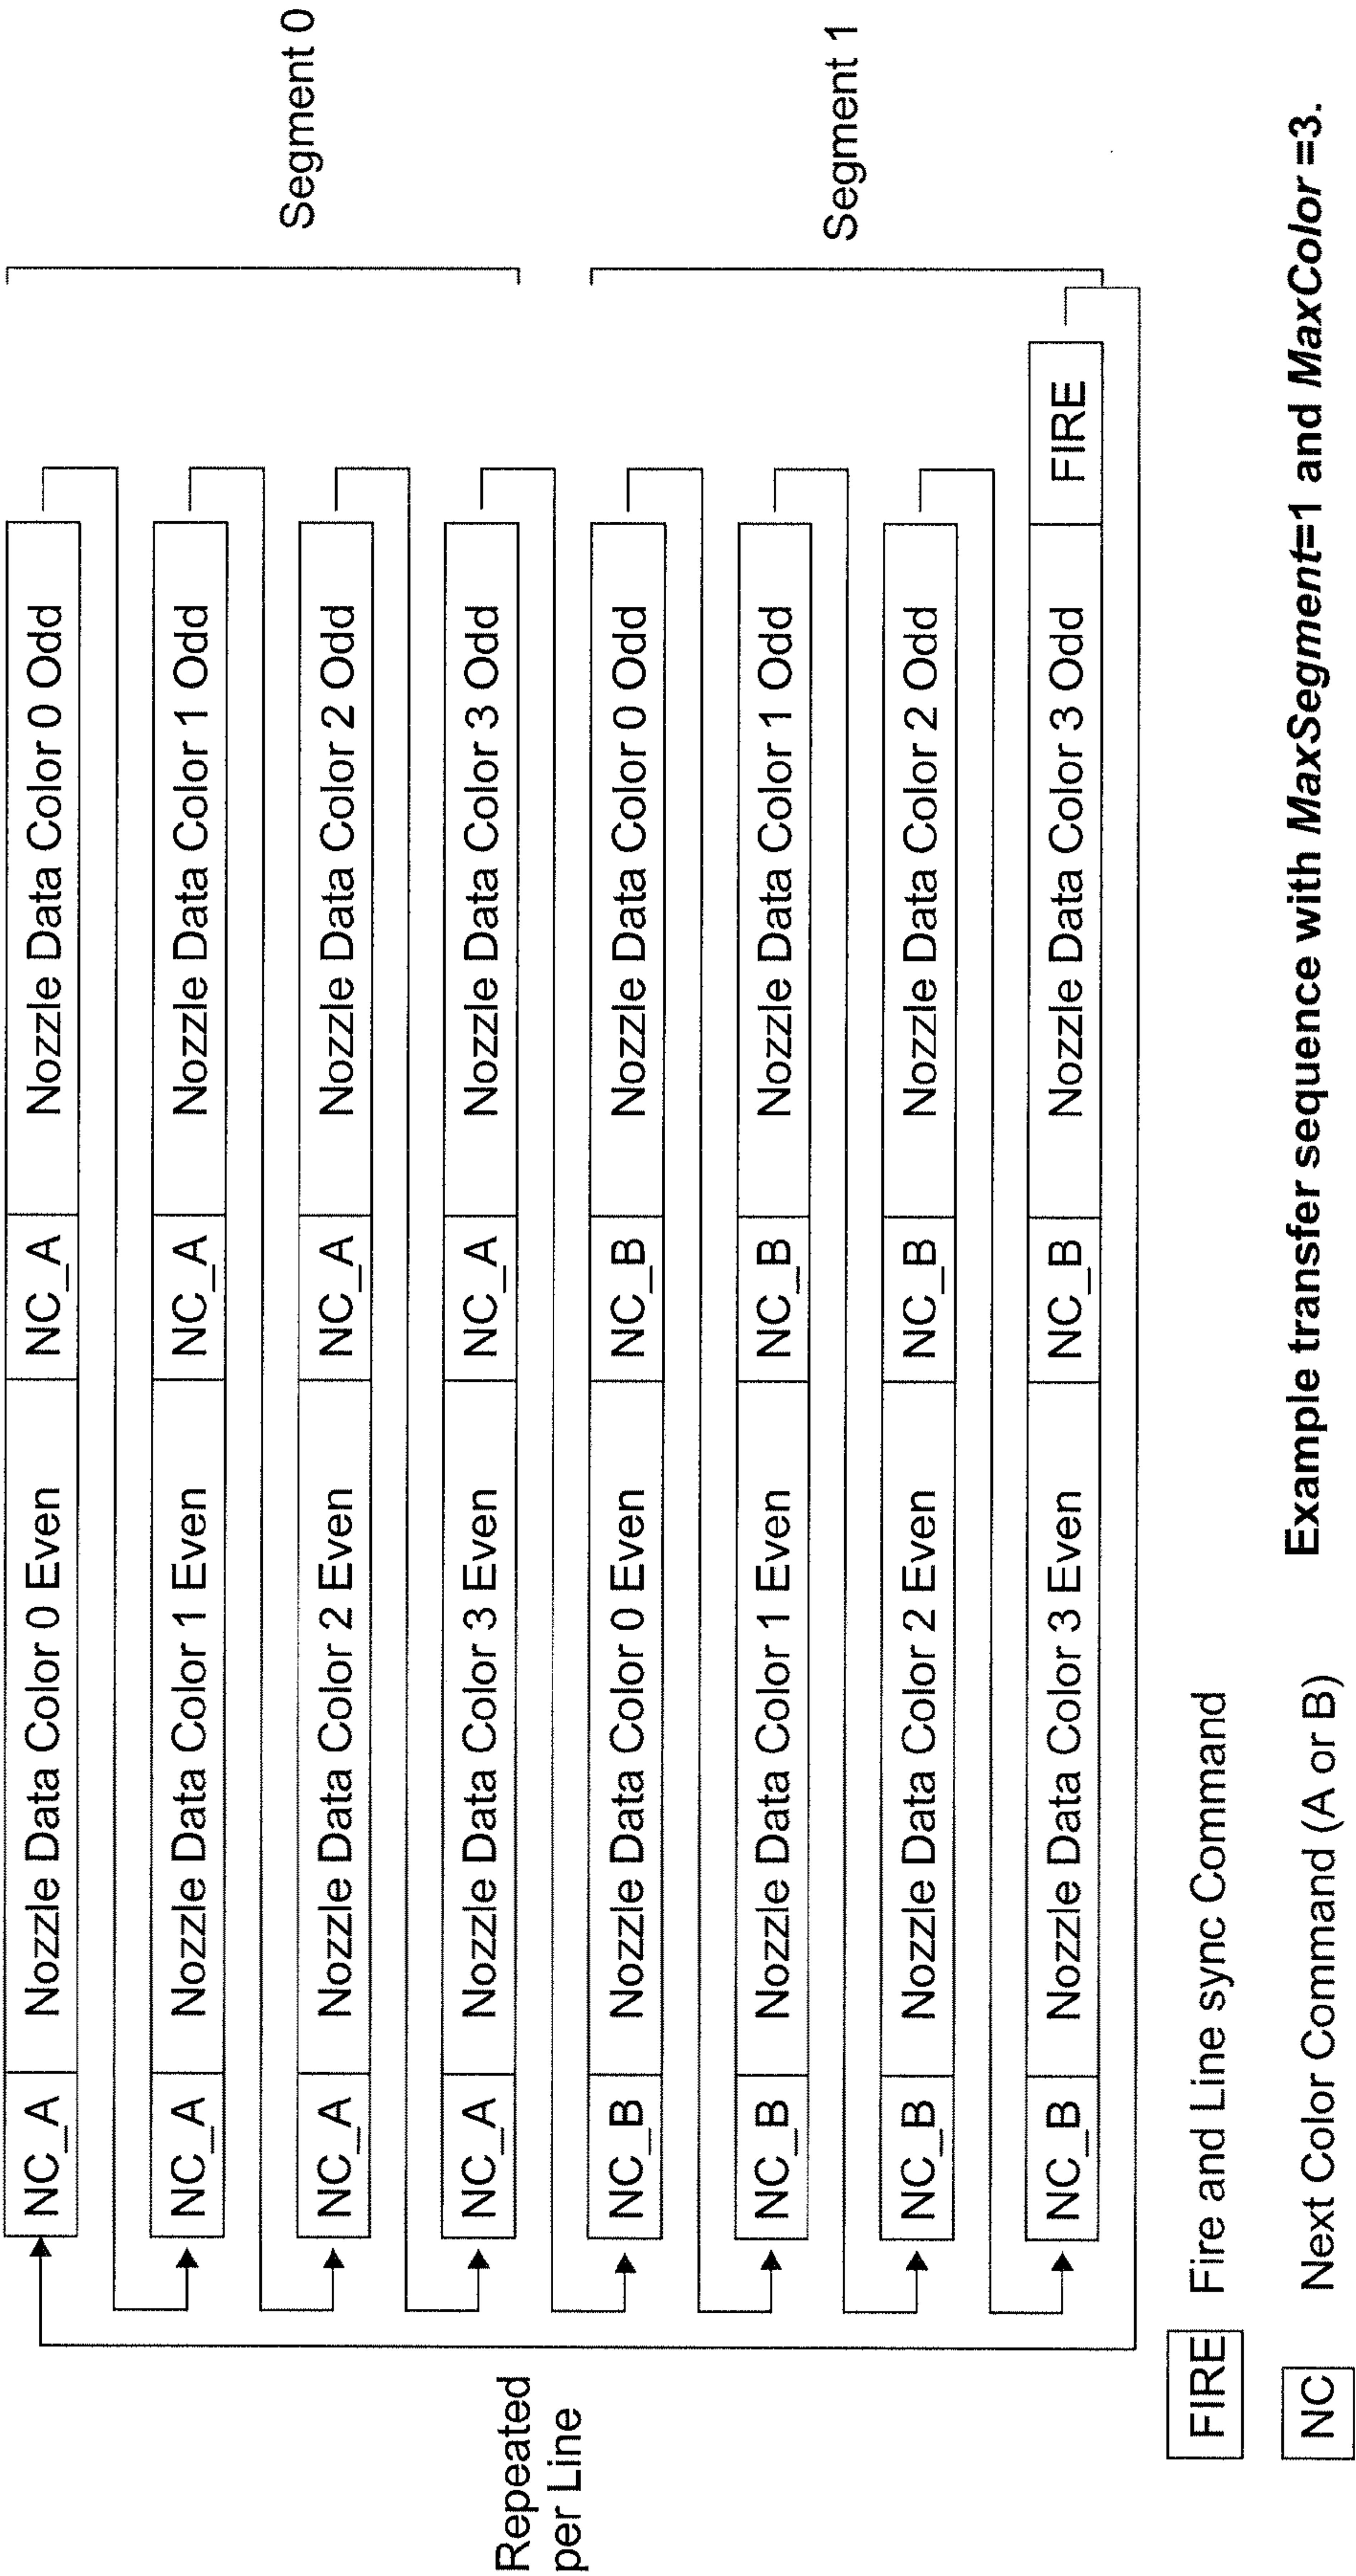 NC_A Nozzle Data Color 0 Even NC_A Nozzle Data Color 0 Odd
NC_A Nozzle Data Color 1 Even NC_A Nozzle Data Color 1 Odd
NC_A Nozzle Data Color 2 Even NC_A Nozzle Data Color 2 Odd
NC_A Nozzle Data Color 3 Even NC_A Nozzle Data Color 3 Odd
Segment 0
NC_B Nozzle Data Color 0 Even NC_B Nozzle Data Color 0 Odd
NC_B Nozzle Data Color 1 Even NC_B Nozzle Data Color 1 Odd
NC_B Nozzle Data Color 2 Even NC_B Nozzle Data Color 2 Odd
NC_B Nozzle Data Color 3 Even NC_B Nozzle Data Color 3 Odd FIRE
Segment 1
Repeated
per Line
FIRE Fire and Line sync Command
NC Next Color Command (A or B)
Example transfer sequence with MaxSegment=1 and MaxColor =3.